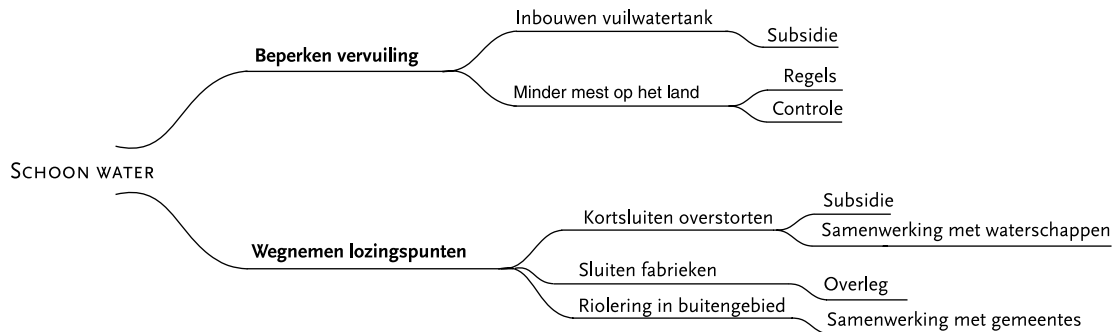 SCHOON WATER
Beperken vervuiling
Inbouwen vuilwatertank
Subsidie
Minder mest op het land
Regels
Controle
Wegnemen lozingspunten
Kortsluiten overstorten
Subsidie
Samenwerking met waterschappen
Sluiten fabrieken
Overleg
Riolering in buitengebied
Samenwerking met gemeentes